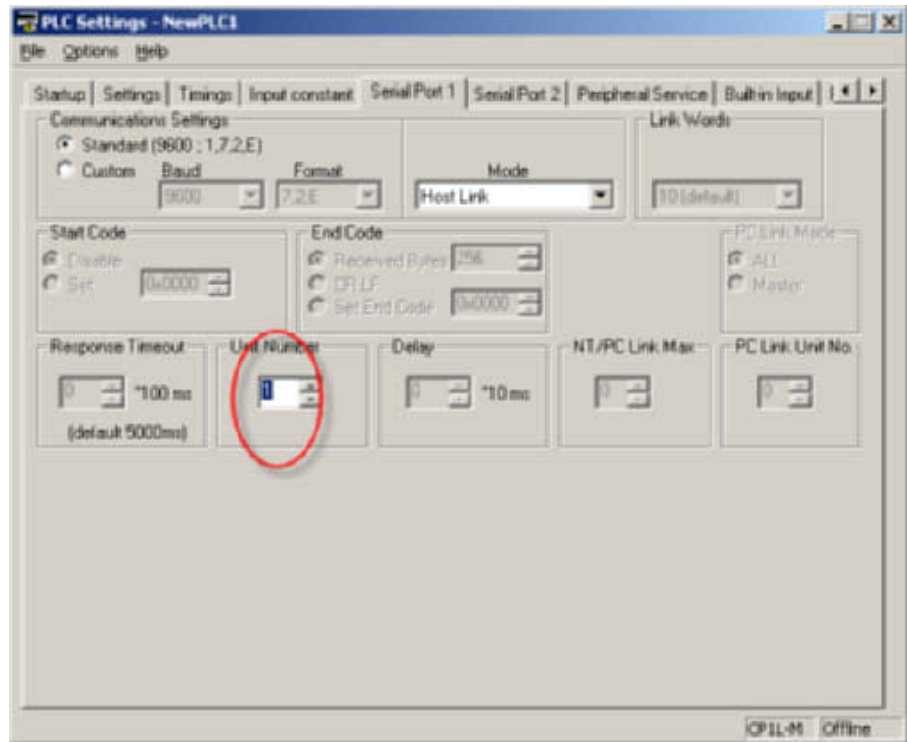 PLC Settings - NewPLC1
File Options Help
Startup Settings Timings Input constant Serial Port 1 Serial Port 2 Peripheral Service Built-in Input
Communications Settings
Link Words
Standard (9600 ; 1,7,2,E)
Custom Baud Format Mode
9600 7,2,E Host Link 10 (default)
Start Code End Code PC Link Mode
Disable Received Bytes 256 ALL
Set 0x0000 CR,LF Master
Set End Code 0x0000
Response Timeout Unit Number Delay NT/PC Link Max PC Link Unit No.
0 *100 ms 1 0 *10 ms 0 0
(default 5000ms)
CP1L-M Offline